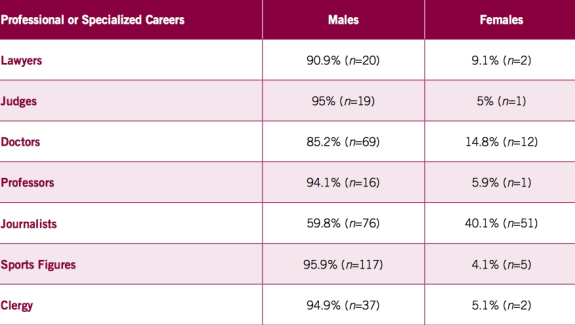 Professional or Specialized Careers Males Females
Lawyers 90.9% (n=20) 9.1% (n=2)
Judges 95% (n=19) 5% (n=1)
Doctors 85.2% (n=69) 14.8% (n=12)
Professors 94.1% (n=16) 5.9% (n=1)
Journalists 59.8% (n=76) 40.1% (n=51)
Sports Figures 95.9% (n=117) 4.1% (n=5)
Clergy 94.9% (n=37) 5.1% (n=2)